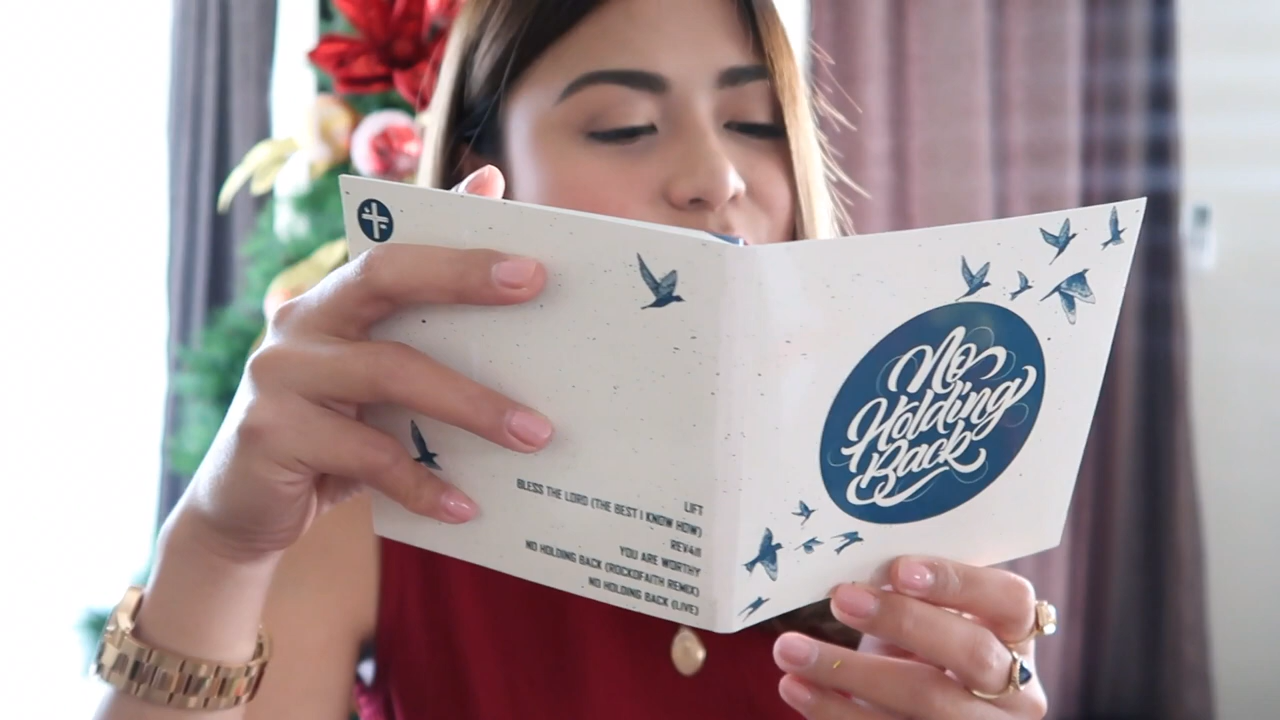 LIFT
BLESS THE LORD (THE BEST I KNOW HOW)
REV4:11
YOU ARE WORTHY
NO HOLDING BACK (ROCKOFAITH REMIX)
NO HOLDING BACK (LIVE)
No
Holding
Back